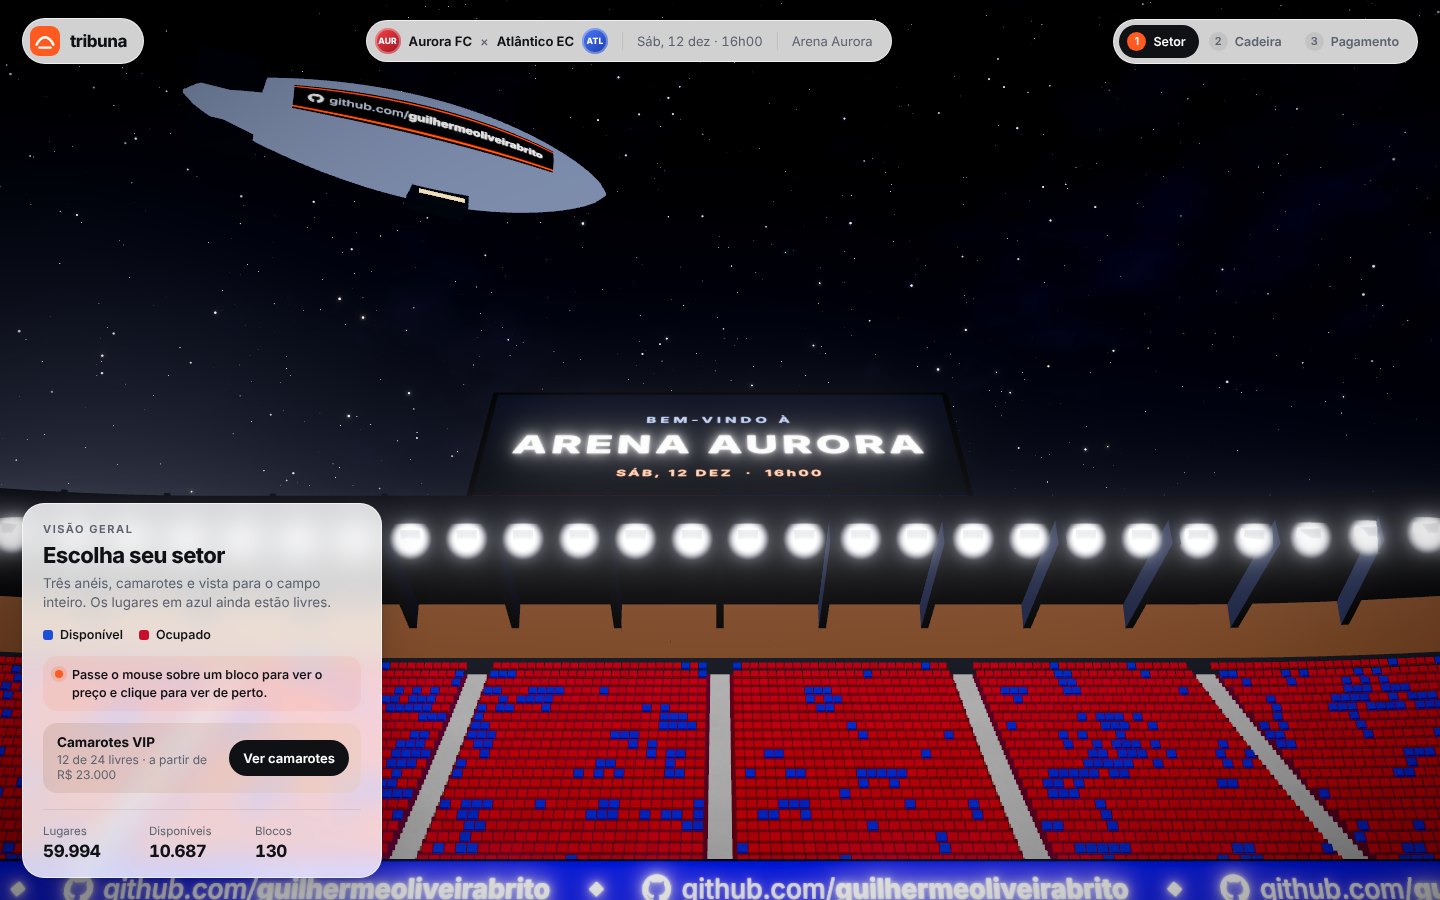 tribuna
AUR Aurora FC × Atlântico EC ATL Sáb, 12 dez · 16h00 Arena Aurora
1 Setor 2 Cadeira 3 Pagamento
github.com/guilhermeoliveirabrito
BEM-VINDO À
ARENA AURORA
SÁB, 12 DEZ · 16h00
VISÃO GERAL
Escolha seu setor
Três anéis, camarotes e vista para o campo
inteiro. Os lugares em azul ainda estão livres.
Disponível Ocupado
Passe o mouse sobre um bloco para ver o
preço e clique para ver de perto.
Camarotes VIP
12 de 24 livres · a partir de
R$ 23.000
Ver camarotes
Lugares Disponíveis Blocos
59.994 10.687 130
github.com/guilhermeoliveirabrito github.com/guilhermeoliveirabrito github.com/gu